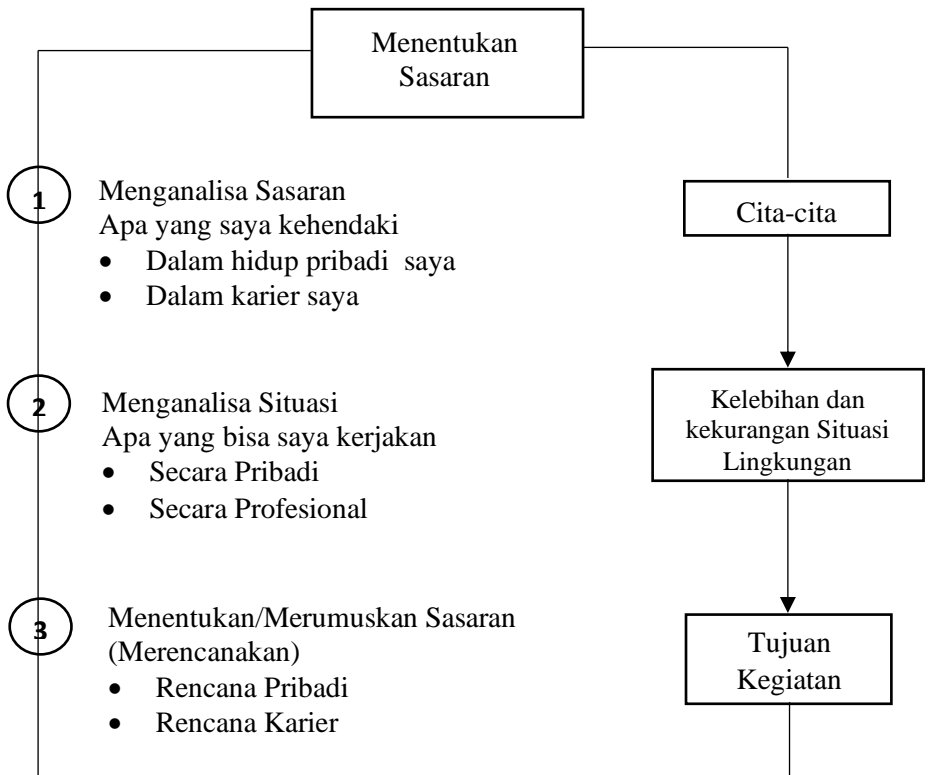 Menentukan
Sasaran
1
Menganalisa Sasaran
Apa yang saya kehendaki
• Dalam hidup pribadi saya
• Dalam karier saya
Cita-cita
2
Menganalisa Situasi
Apa yang bisa saya kerjakan
• Secara Pribadi
• Secara Profesional
Kelebihan dan
kekurangan Situasi
Lingkungan
3
Menentukan/Merumuskan Sasaran
(Merencanakan)
• Rencana Pribadi
• Rencana Karier
Tujuan
Kegiatan